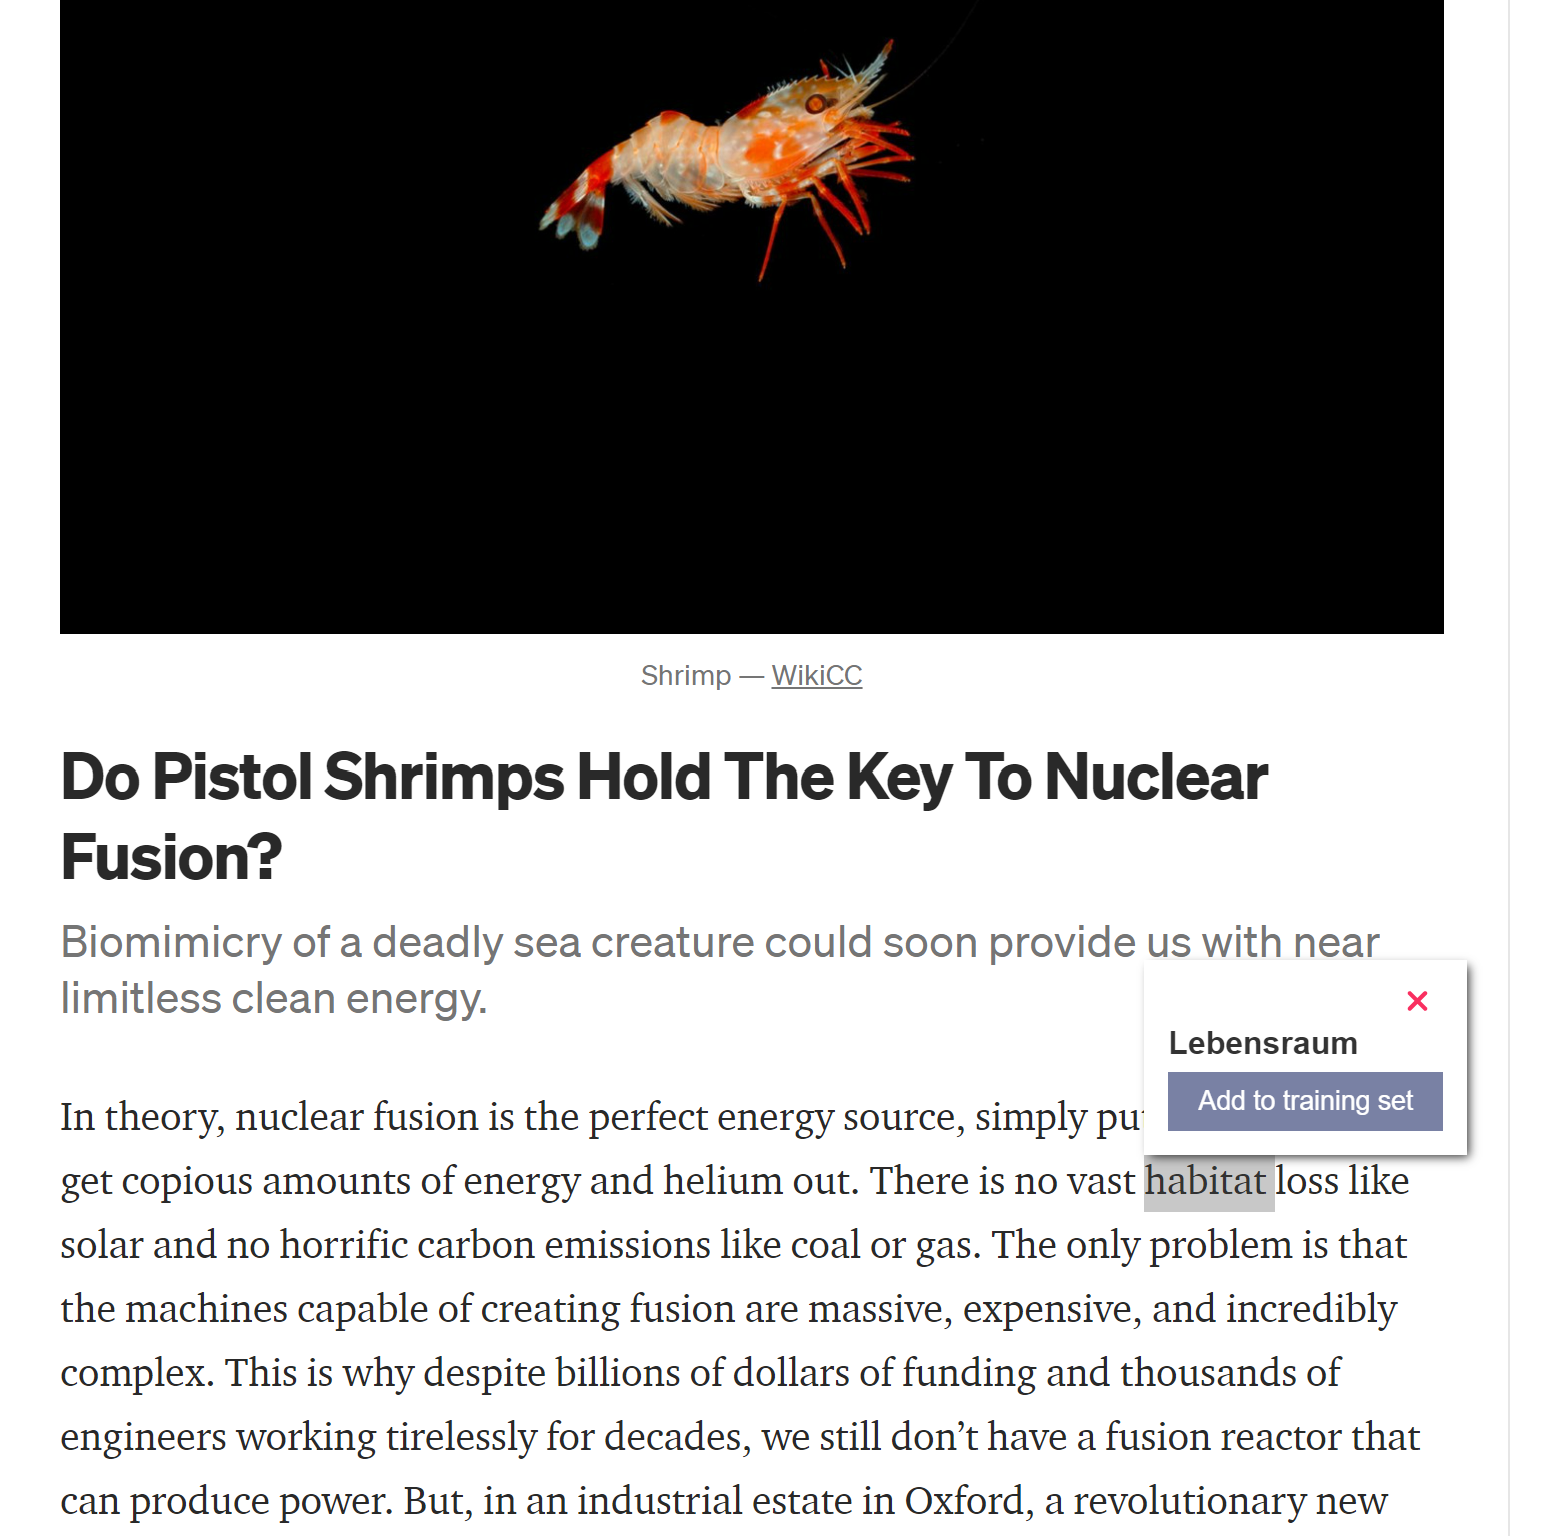 Shrimp — WikiCC
Do Pistol Shrimps Hold The Key To Nuclear
Fusion?
Biomimicry of a deadly sea creature could soon provide us with near
limitless clean energy.
Lebensraum
Add to training set
In theory, nuclear fusion is the perfect energy source, simply put
get copious amounts of energy and helium out. There is no vast habitat loss like
solar and no horrific carbon emissions like coal or gas. The only problem is that
the machines capable of creating fusion are massive, expensive, and incredibly
complex. This is why despite billions of dollars of funding and thousands of
engineers working tirelessly for decades, we still don’t have a fusion reactor that
can produce power. But, in an industrial estate in Oxford, a revolutionary new